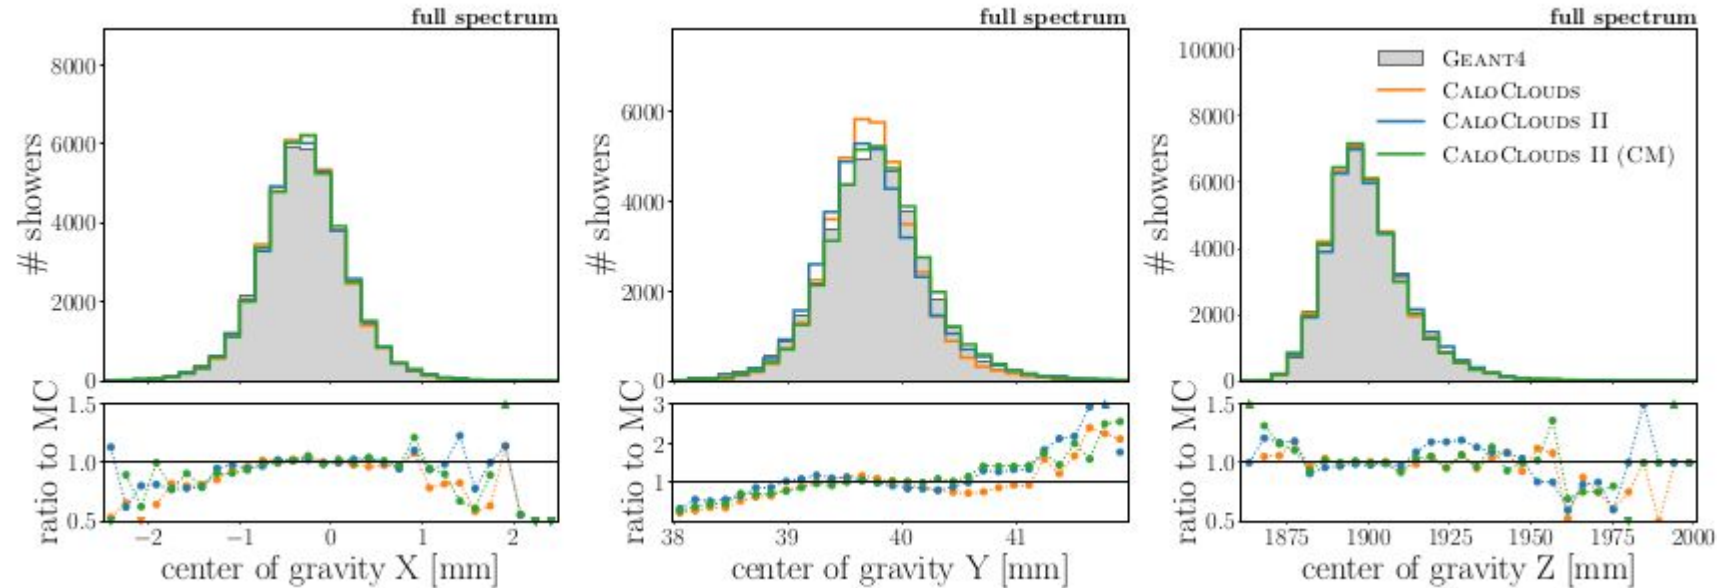 full spectrum
8000
6000
4000
2000
0
# showers
1.5
1.0
0.5
ratio to MC
−2
−1
0
1
2
center of gravity X [mm]
full spectrum
6000
4000
2000
0
# showers
3
2
1
ratio to MC
38
39
40
41
center of gravity Y [mm]
full spectrum
10000
8000
6000
4000
2000
0
# showers
GEANT4
CALOCLOUDS
CALOCLOUDS II
CALOCLOUDS II (CM)
1.5
1.0
0.5
ratio to MC
1875
1900
1925
1950
1975
2000
center of gravity Z [mm]